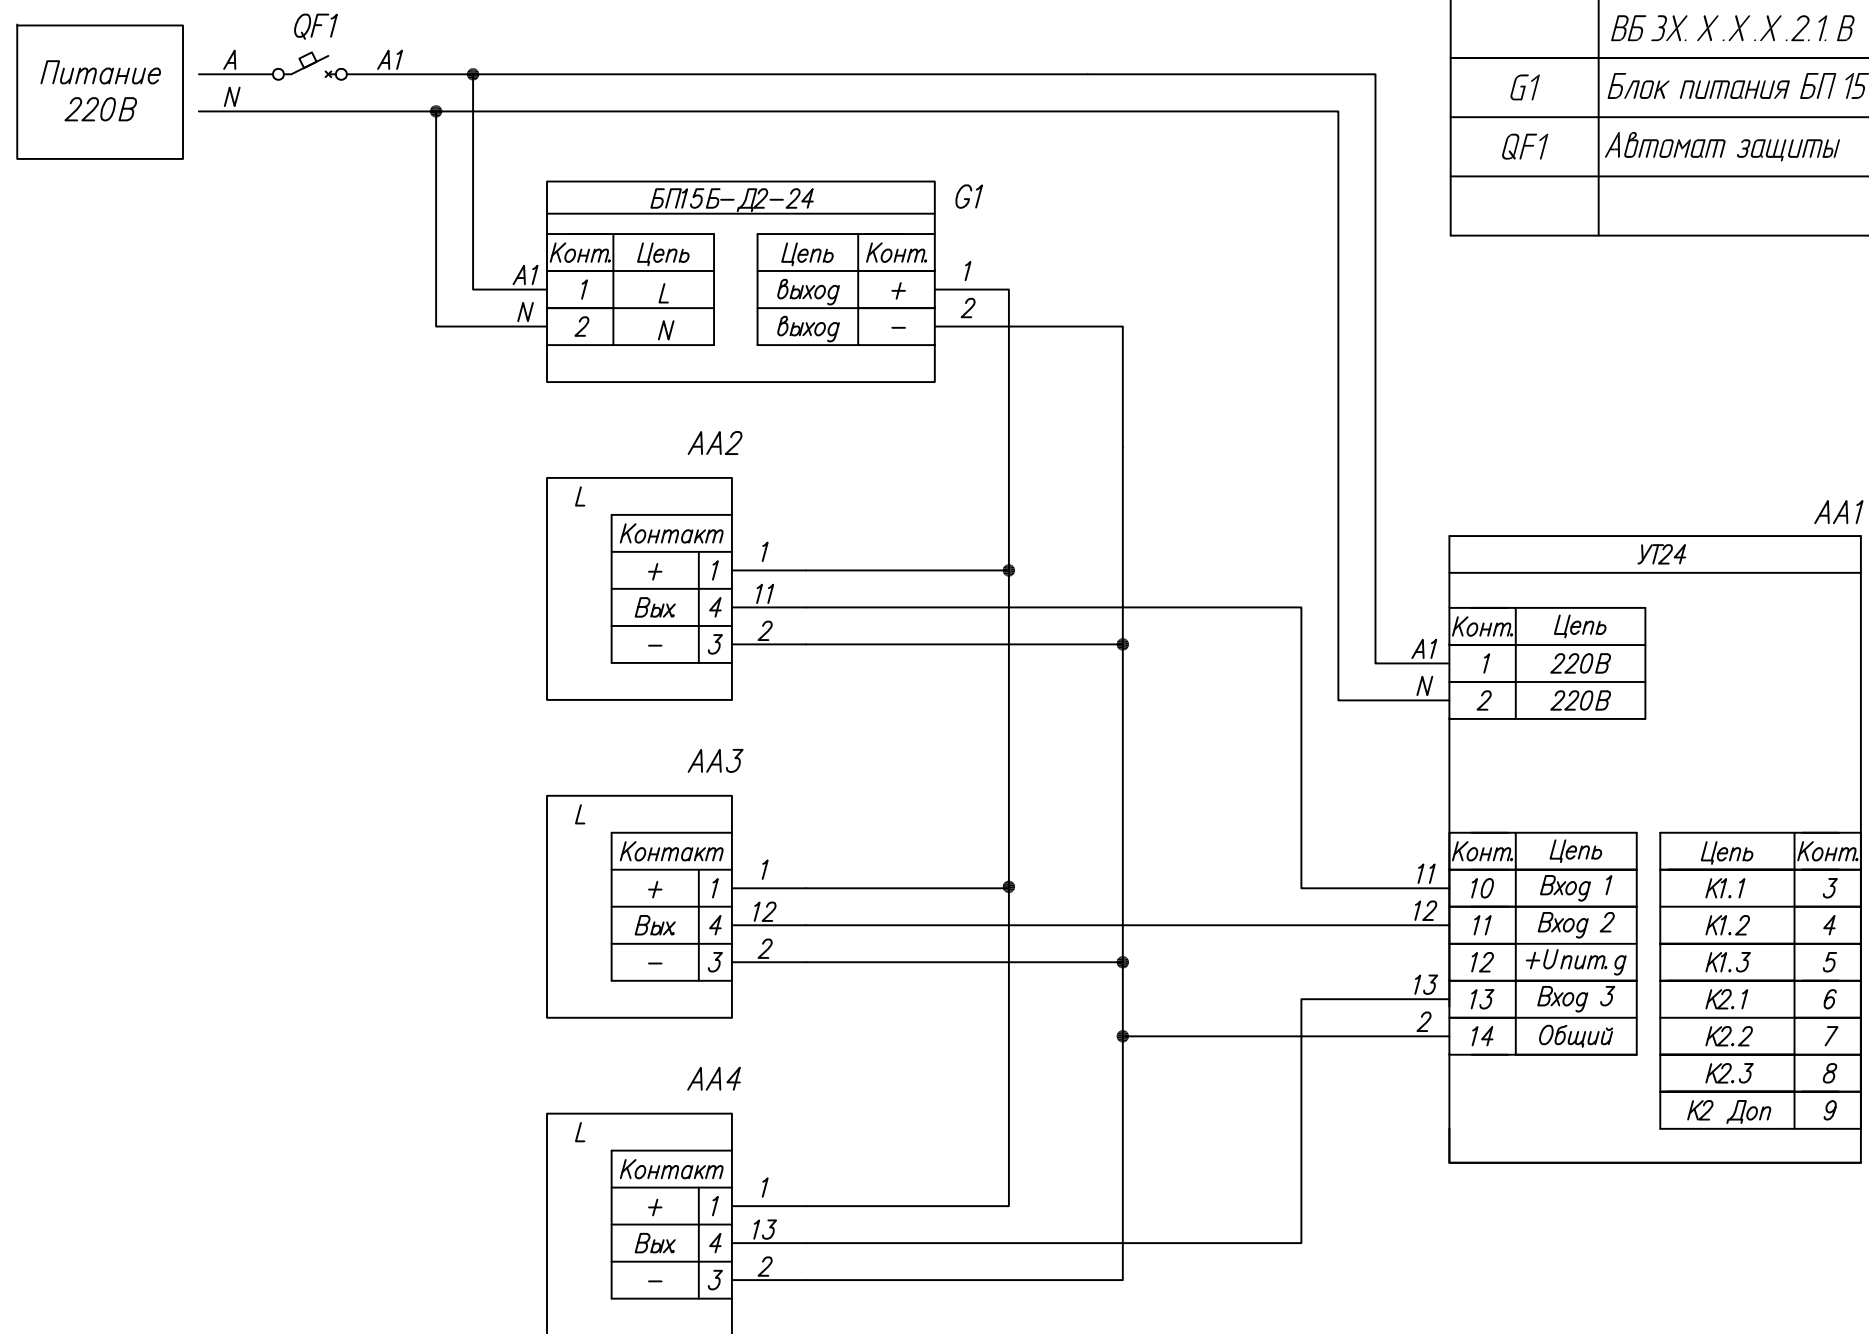 QF1
Питание
220В
A
A1
N
ВБ 3Х. Х.Х.Х.2.1. В
G1 Блок питания БП 15
QF1 Автомат защиты
БП15Б-Д2-24
G1
Конт. Цепь Цепь Конт.
A1 1 L выход + 1
N 2 N выход - 2
АА2
L
Контакт
+ 1 1
Вых 4 11
- 3 2
АА1
УТ24
Конт. Цепь
A1 1 220В
N 2 220В
АА3
L
Контакт
+ 1 1
Вых 4 12
- 3 2
Конт. Цепь Цепь Конт.
11 10 Вход 1 К1.1 3
12 11 Вход 2 К1.2 4
12 +Uпит.д К1.3 5
13 13 Вход 3 К2.1 6
2 14 Общий К2.2 7
К2.3 8
К2 Доп 9
АА4
L
Контакт
+ 1 1
Вых 4 13
- 3 2